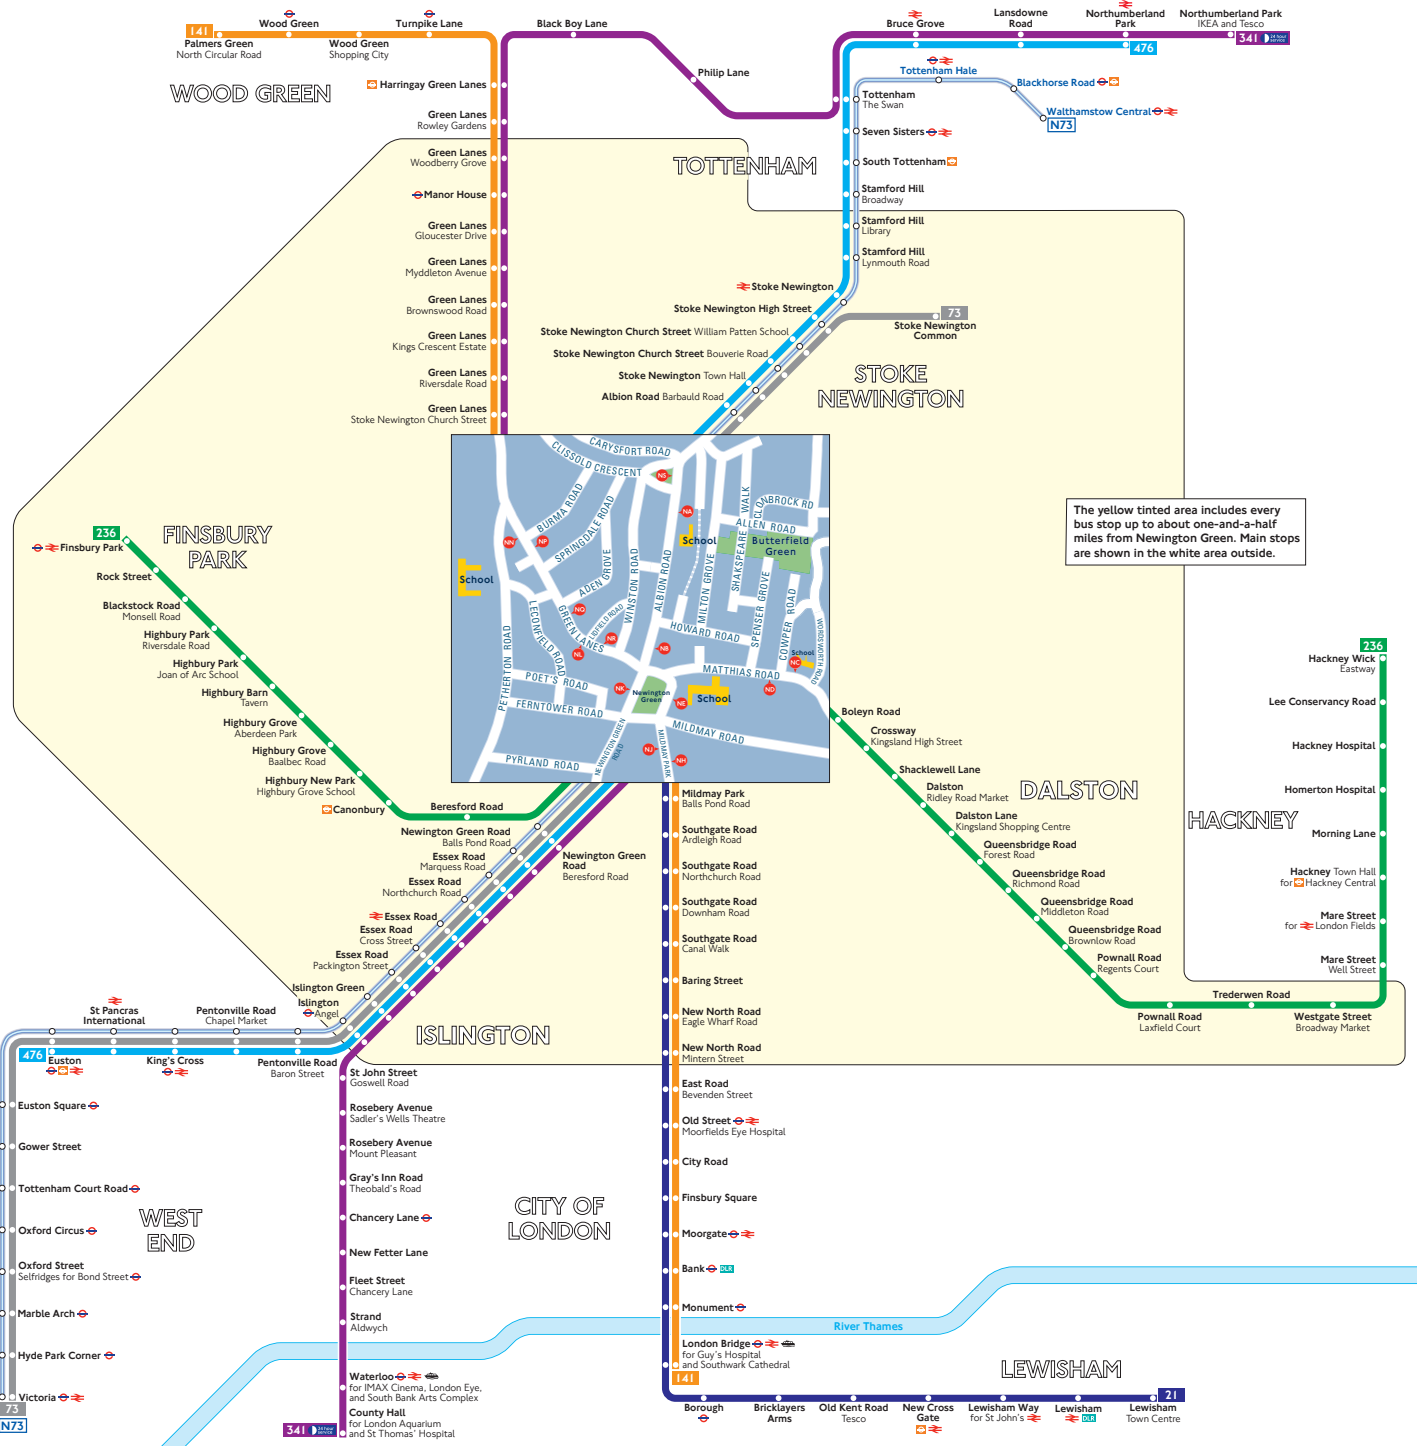 141
Palmers Green
North Circular Road
Wood Green
Wood Green
Shopping City
Turnpike Lane
Black Boy Lane
Philip Lane
Bruce Grove
Lansdowne
Road
Northumberland
Park
476
Northumberland Park
IKEA and Tesco
341 24 hour
service
WOOD GREEN
Harringay Green Lanes
Green Lanes
Rowley Gardens
Green Lanes
Woodberry Grove
Manor House
Green Lanes
Gloucester Drive
Green Lanes
Myddleton Avenue
Green Lanes
Brownswood Road
Green Lanes
Kings Crescent Estate
Green Lanes
Riversdale Road
Green Lanes
Stoke Newington Church Street
TOTTENHAM
Tottenham Hale
Blackhorse Road
Walthamstow Central
N73
Tottenham
The Swan
Seven Sisters
South Tottenham
Stamford Hill
Broadway
Stamford Hill
Library
Stamford Hill
Lynmouth Road
Stoke Newington
Stoke Newington High Street
Stoke Newington Church Street William Patten School
Stoke Newington Church Street Bouverie Road
Stoke Newington Town Hall
Albion Road Barbauld Road
73
Stoke Newington
Common
STOKE
NEWINGTON
The yellow tinted area includes every
bus stop up to about one-and-a-half
miles from Newington Green. Main stops
are shown in the white area outside.
FINSBURY
PARK
236
Finsbury Park
Rock Street
Blackstock Road
Monsell Road
Highbury Park
Riversdale Road
Highbury Park
Joan of Arc School
Highbury Barn
Tavern
Highbury Grove
Aberdeen Park
Highbury Grove
Baalbec Road
Highbury New Park
Highbury Grove School
Canonbury
Beresford Road
CARYSFORT ROAD
CLISSOLD CRESCENT
BURMA ROAD
SPRINGDALE ROAD
ADEN GROVE
WINSTON ROAD
ALBION ROAD
MILTON GROVE
SHAKSPEARE WALK
ALLEN ROAD
SPENSER GROVE
COWPER ROAD
WORDSWORTH ROAD
HOWARD ROAD
MATTHIAS ROAD
GREEN LANES
LECONFIELD ROAD
PETHERTON ROAD
POET'S ROAD
FERNTOWER ROAD
PYRLAND ROAD
NEWINGTON GREEN
ROAD
MILDMAY PARK
MILDMAY ROAD
School
School
School
School
Butterfield
Green
Newington
Green
NS
NA
NN
NP
NQ
NR
NL
NB
NC
ND
NE
NK
NJ
NH
Boleyn Road
Crossway
Kingsland High Street
Shacklewell Lane
Dalston
Ridley Road Market
Dalston Lane
Kingsland Shopping Centre
Queensbridge Road
Forest Road
Queensbridge Road
Richmond Road
Queensbridge Road
Middleton Road
Queensbridge Road
Brownlow Road
Pownall Road
Regents Court
Pownall Road
Laxfield Court
Trederwen Road
Westgate Street
Broadway Market
DALSTON
HACKNEY
236
Hackney Wick
Eastway
Lee Conservancy Road
Hackney Hospital
Homerton Hospital
Morning Lane
Hackney Town Hall
for Hackney Central
Mare Street
for London Fields
Mare Street
Well Street
Newington Green Road
Balls Pond Road
Essex Road
Marquess Road
Essex Road
Northchurch Road
Essex Road
Essex Road
Cross Street
Essex Road
Packington Street
Islington Green
Islington
Angel
Newington Green
Road
Beresford Road
ISLINGTON
Mildmay Park
Balls Pond Road
Southgate Road
Ardleigh Road
Southgate Road
Northchurch Road
Southgate Road
Downham Road
Southgate Road
Canal Walk
Baring Street
New North Road
Eagle Wharf Road
New North Road
Mintern Street
East Road
Bevenden Street
Old Street
Moorfields Eye Hospital
City Road
Finsbury Square
Moorgate
Bank DLR
Monument
London Bridge
for Guy's Hospital
and Southwark Cathedral
141
St Pancras
International
Pentonville Road
Chapel Market
476
Euston
King's Cross
Pentonville Road
Baron Street
Euston Square
Gower Street
Tottenham Court Road
Oxford Circus
Oxford Street
Selfridges for Bond Street
Marble Arch
Hyde Park Corner
Victoria
73
N73
WEST
END
St John Street
Goswell Road
Rosebery Avenue
Sadler's Wells Theatre
Rosebery Avenue
Mount Pleasant
Gray's Inn Road
Theobald's Road
Chancery Lane
New Fetter Lane
Fleet Street
Chancery Lane
Strand
Aldwych
Waterloo
for IMAX Cinema, London Eye,
and South Bank Arts Complex
County Hall
for London Aquarium
and St Thomas' Hospital
341 24 hour
service
CITY OF
LONDON
River Thames
LEWISHAM
Borough
Bricklayers
Arms
Old Kent Road
Tesco
New Cross
Gate
Lewisham Way
for St John's
Lewisham
DLR
21
Lewisham
Town Centre